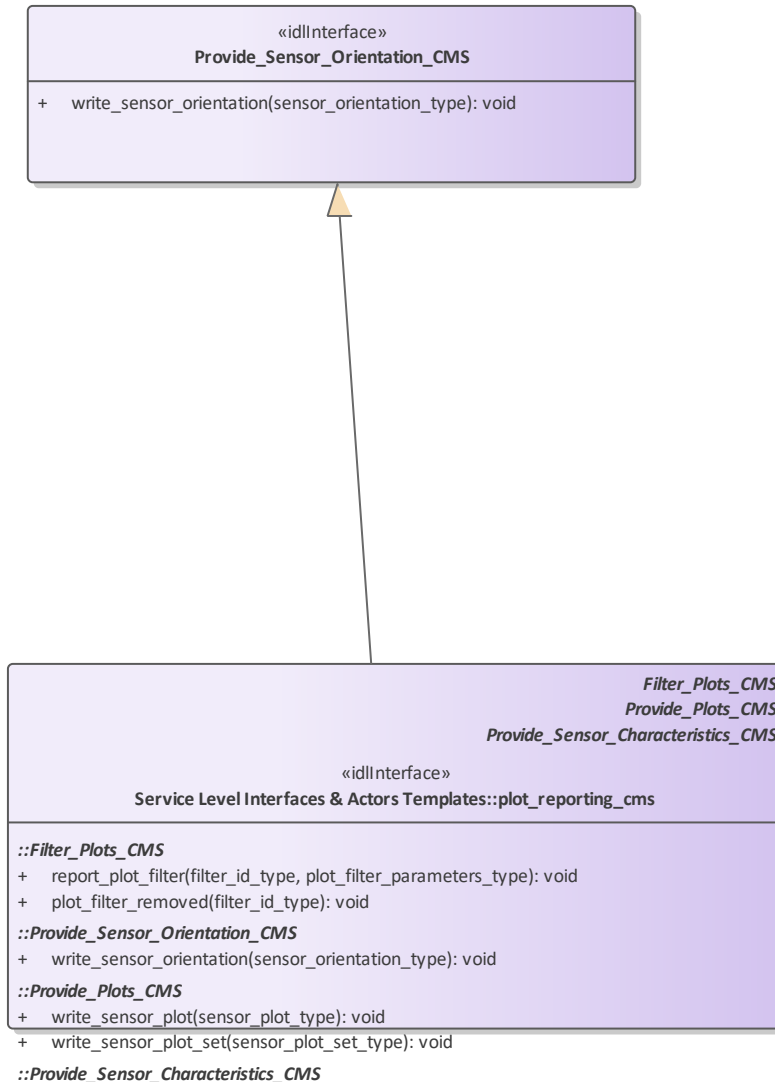 «idlInterface»
Provide_Sensor_Orientation_CMS
+ write_sensor_orientation(sensor_orientation_type): void
Filter_Plots_CMS
Provide_Plots_CMS
Provide_Sensor_Characteristics_CMS
«idlInterface»
Service Level Interfaces & Actors Templates::plot_reporting_cms
::Filter_Plots_CMS
+ report_plot_filter(filter_id_type, plot_filter_parameters_type): void
+ plot_filter_removed(filter_id_type): void
::Provide_Sensor_Orientation_CMS
+ write_sensor_orientation(sensor_orientation_type): void
::Provide_Plots_CMS
+ write_sensor_plot(sensor_plot_type): void
+ write_sensor_plot_set(sensor_plot_set_type): void
::Provide_Sensor_Characteristics_CMS